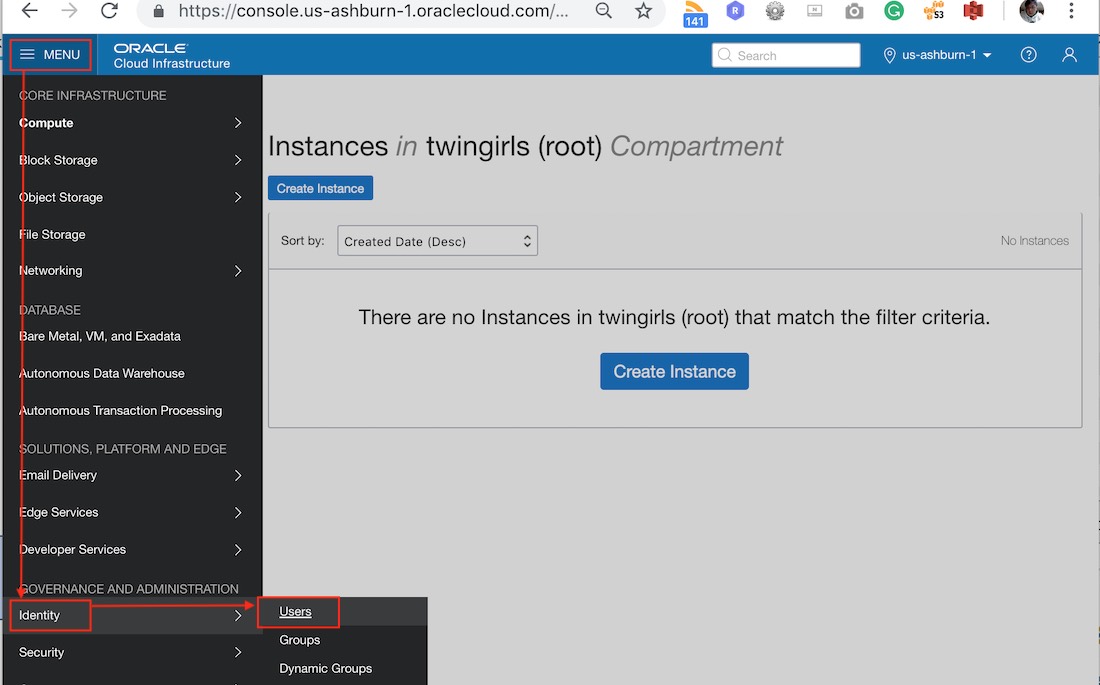 https://console.us-ashburn-1.oraclecloud.com/...
141
R
S3
MENU
ORACLE
Cloud Infrastructure
Search
us-ashburn-1
CORE INFRASTRUCTURE
Compute
Block Storage
Object Storage
File Storage
Networking
DATABASE
Bare Metal, VM, and Exadata
Autonomous Data Warehouse
Autonomous Transaction Processing
SOLUTIONS, PLATFORM AND EDGE
Email Delivery
Edge Services
Developer Services
GOVERNANCE AND ADMINISTRATION
Identity
Security
Users
Groups
Dynamic Groups
Instances in twingirls (root) Compartment
Create Instance
Sort by:
Created Date (Desc)
No Instances
There are no Instances in twingirls (root) that match the filter criteria.
Create Instance